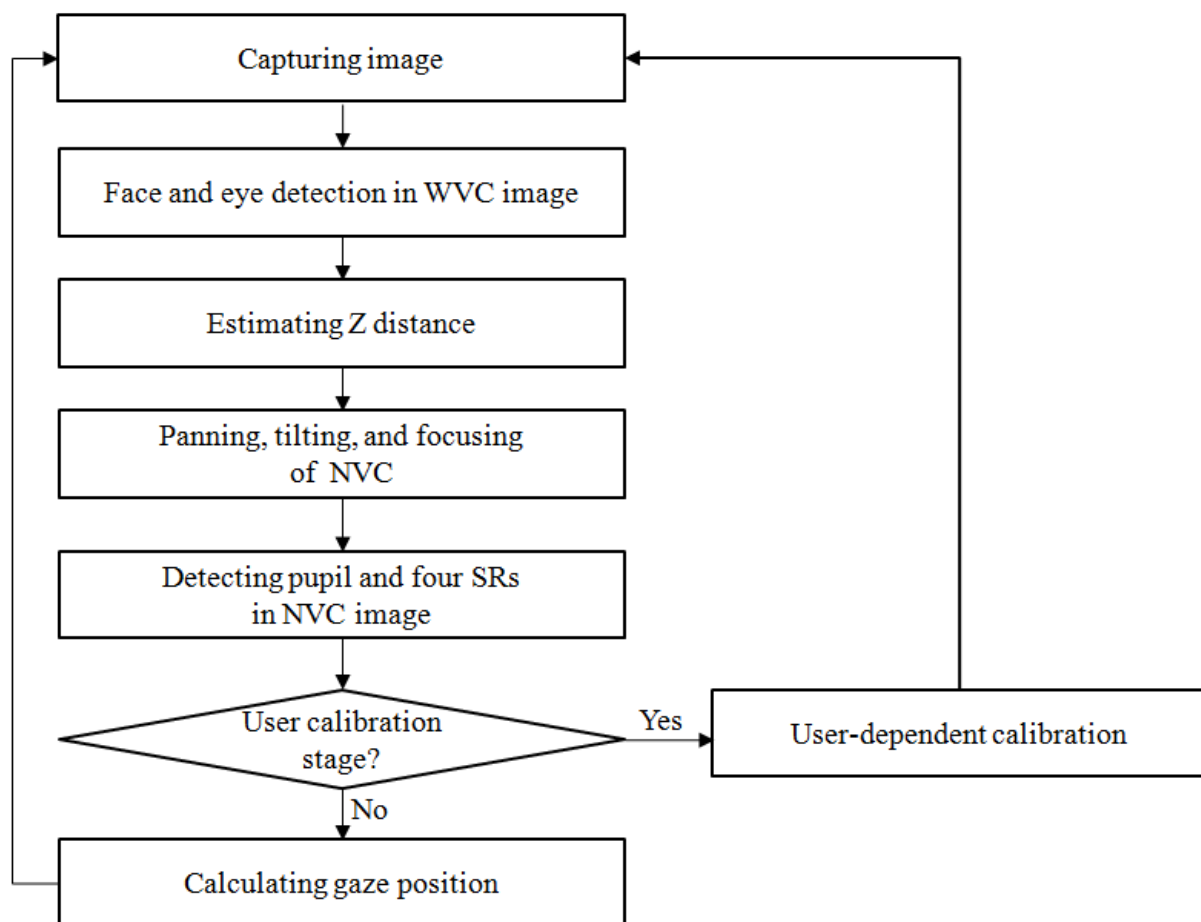 Capturing image
Face and eye detection in WVC image
Estimating Z distance
Panning, tilting, and focusing
of NVC
Detecting pupil and four SRs
in NVC image
User calibration
stage?
Yes
User-dependent calibration
No
Calculating gaze position